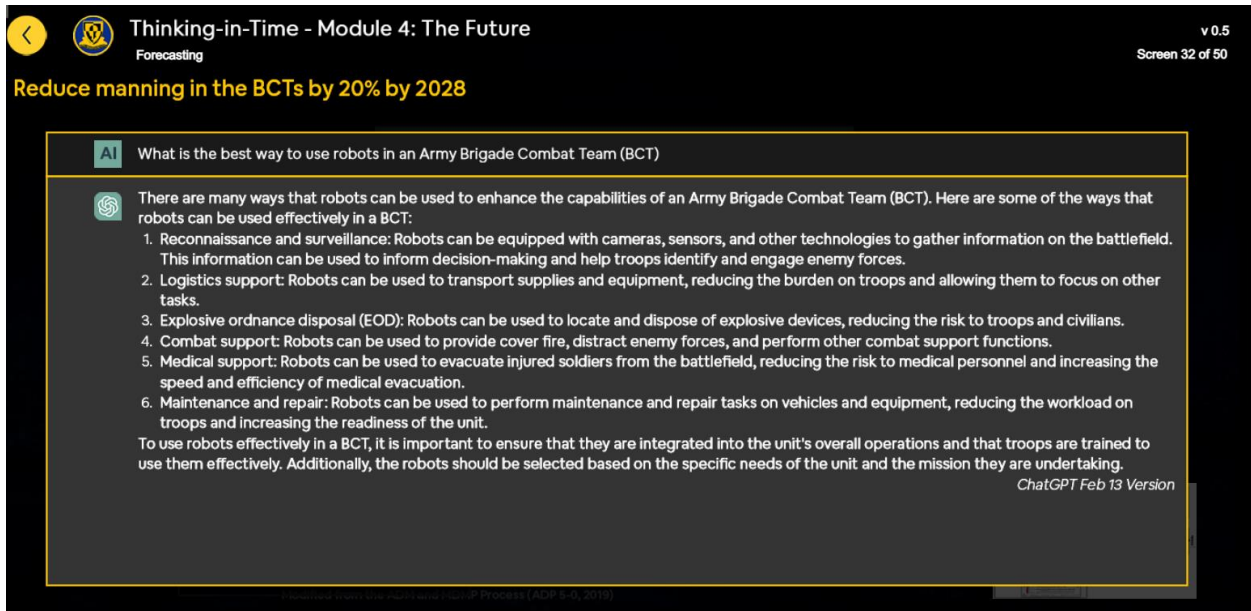 Thinking-in-Time - Module 4: The Future
v 0.5
Forecasting
Screen 32 of 50
Reduce manning in the BCTs by 20% by 2028
AI What is the best way to use robots in an Army Brigade Combat Team (BCT)
There are many ways that robots can be used to enhance the capabilities of an Army Brigade Combat Team (BCT). Here are some of the ways that
robots can be used effectively in a BCT:
1. Reconnaissance and surveillance: Robots can be equipped with cameras, sensors, and other technologies to gather information on the battlefield.
This information can be used to inform decision-making and help troops identify and engage enemy forces.
2. Logistics support: Robots can be used to transport supplies and equipment, reducing the burden on troops and allowing them to focus on other
tasks.
3. Explosive ordnance disposal (EOD): Robots can be used to locate and dispose of explosive devices, reducing the risk to troops and civilians.
4. Combat support: Robots can be used to provide cover fire, distract enemy forces, and perform other combat support functions.
5. Medical support: Robots can be used to evacuate injured soldiers from the battlefield, reducing the risk to medical personnel and increasing the
speed and efficiency of medical evacuation.
6. Maintenance and repair: Robots can be used to perform maintenance and repair tasks on vehicles and equipment, reducing the workload on
troops and increasing the readiness of the unit.
To use robots effectively in a BCT, it is important to ensure that they are integrated into the unit's overall operations and that troops are trained to
use them effectively. Additionally, the robots should be selected based on the specific needs of the unit and the mission they are undertaking.
ChatGPT Feb 13 Version
Process (ADP 5-0, 2019)